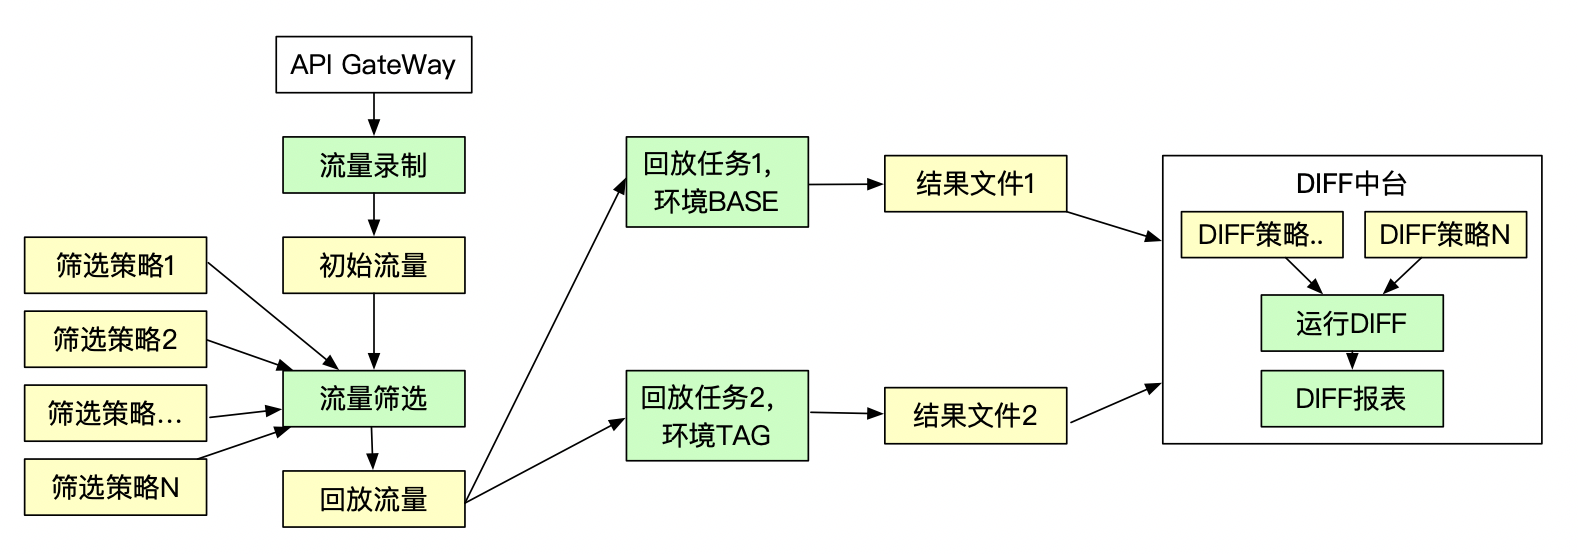 API GateWay
流量录制
初始流量
筛选策略1
筛选策略2
筛选策略...
筛选策略N
流量筛选
回放流量
回放任务1，
环境BASE
结果文件1
回放任务2，
环境TAG
结果文件2
DIFF中台
DIFF策略..
DIFF策略N
运行DIFF
DIFF报表